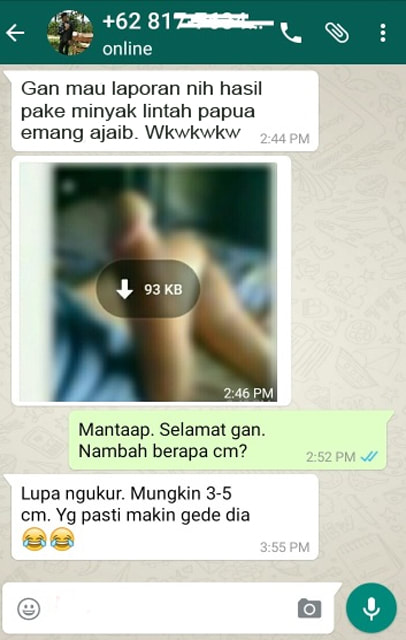 +62 817
online
Gan mau laporan nih hasil
pake minyak lintah papua
emang ajaib. Wkwkwkw
2:44 PM
93 KB
2:46 PM
Mantaap. Selamat gan.
Nambah berapa cm?
2:52 PM
Lupa ngukur. Mungkin 3-5
cm. Yg pasti makin gede dia
😂😂
3:55 PM